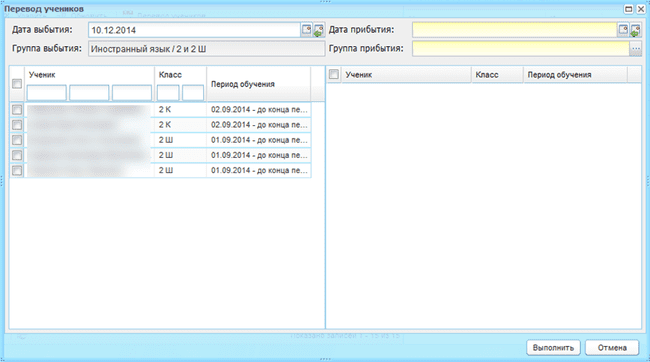 Перевод учеников
Дата выбытия: 10.12.2014 Дата прибытия:
Группа выбытия: Иностранный язык / 2 и 2 Ш Группа прибытия:
Ученик Класс Период обучения
2 К 02.09.2014 - до конца пе...
2 К 02.09.2014 - до конца пе...
2 Ш 01.09.2014 - до конца пе...
2 Ш 01.09.2014 - до конца пе...
2 Ш 01.09.2014 - до конца пе...
Ученик Класс Период обучения
Выполнить Отмена